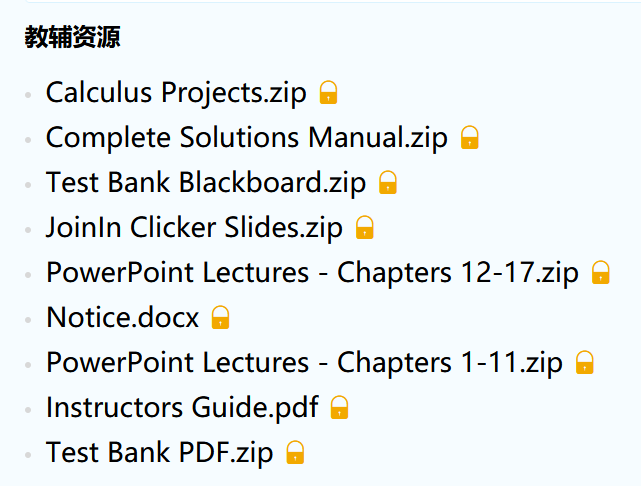 教辅资源
Calculus Projects.zip
Complete Solutions Manual.zip
Test Bank Blackboard.zip
JoinIn Clicker Slides.zip
PowerPoint Lectures - Chapters 12-17.zip
Notice.docx
PowerPoint Lectures - Chapters 1-11.zip
Instructors Guide.pdf
Test Bank PDF.zip